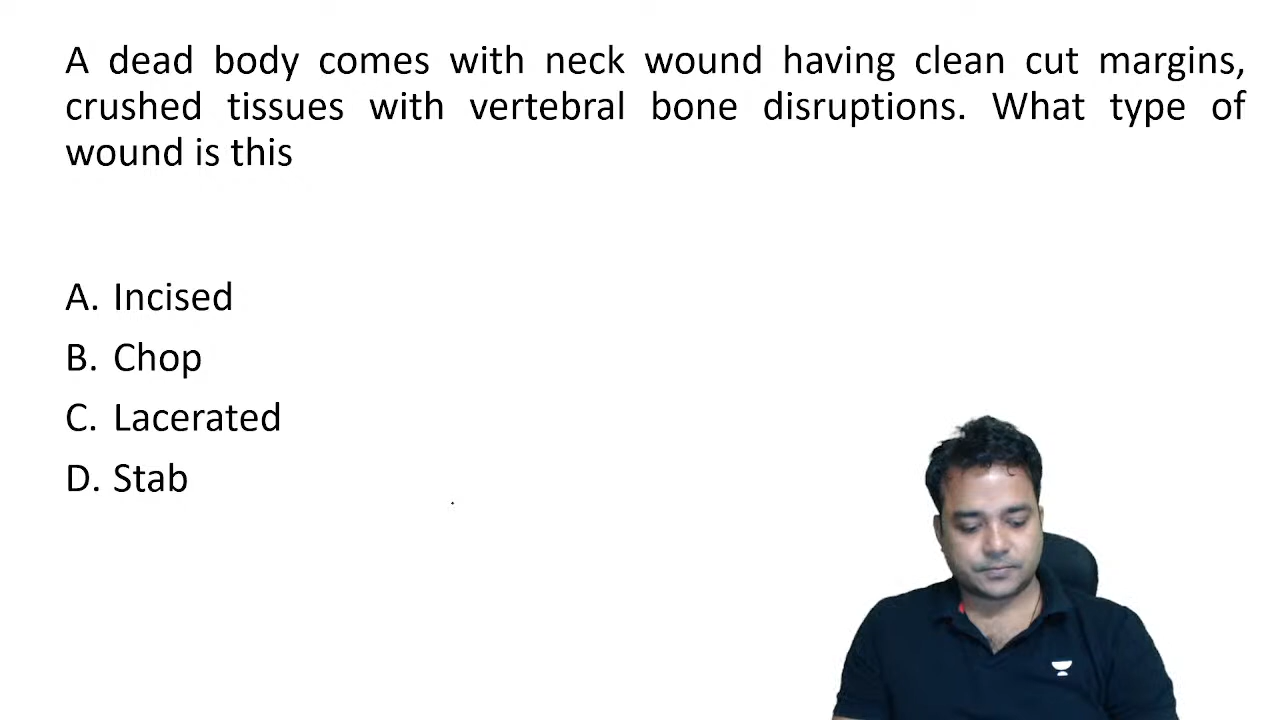 A dead body comes with neck wound having clean cut margins,
crushed tissues with vertebral bone disruptions. What type of
wound is this
A. Incised
B. Chop
C. Lacerated
D. Stab